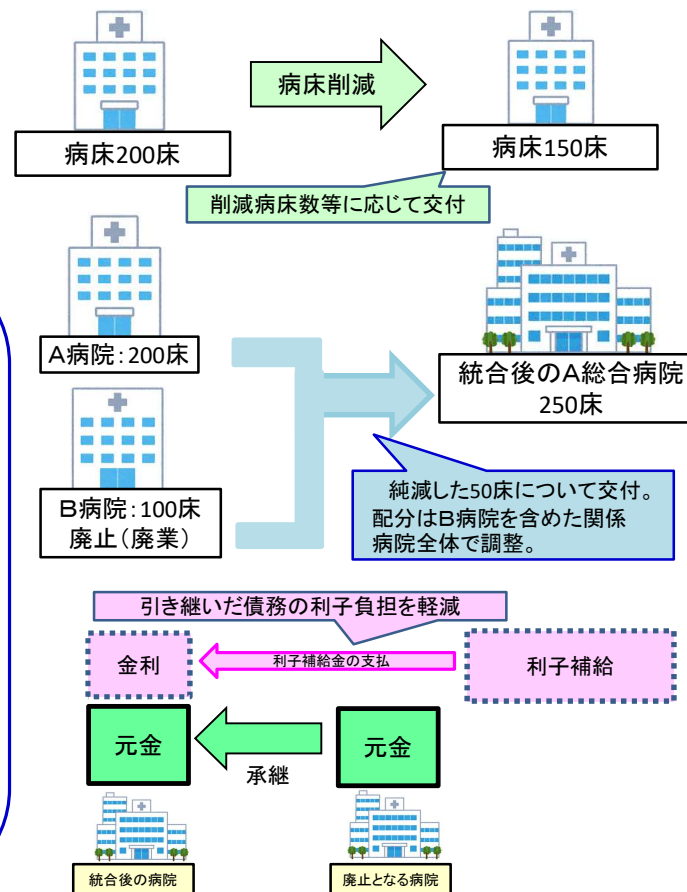 病床削減
病床200床
病床150床
削減病床数等に応じて交付
A病院：200床
統合後のA総合病院
250床
B病院：100床
廃止（廃業）
純減した50床について交付。
配分はB病院を含めた関係
病院全体で調整。
引き継いだ債務の利子負担を軽減
金利
利子補給金の支払
利子補給
元金
元金
承継
統合後の病院
廃止となる病院